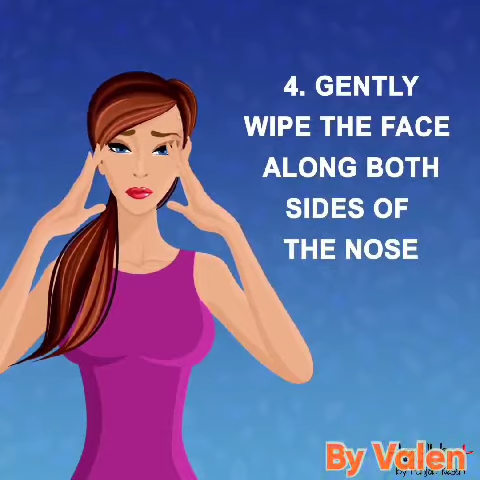 4. GENTLY
WIPE THE FACE
ALONG BOTH
SIDES OF
THE NOSE
By Valen